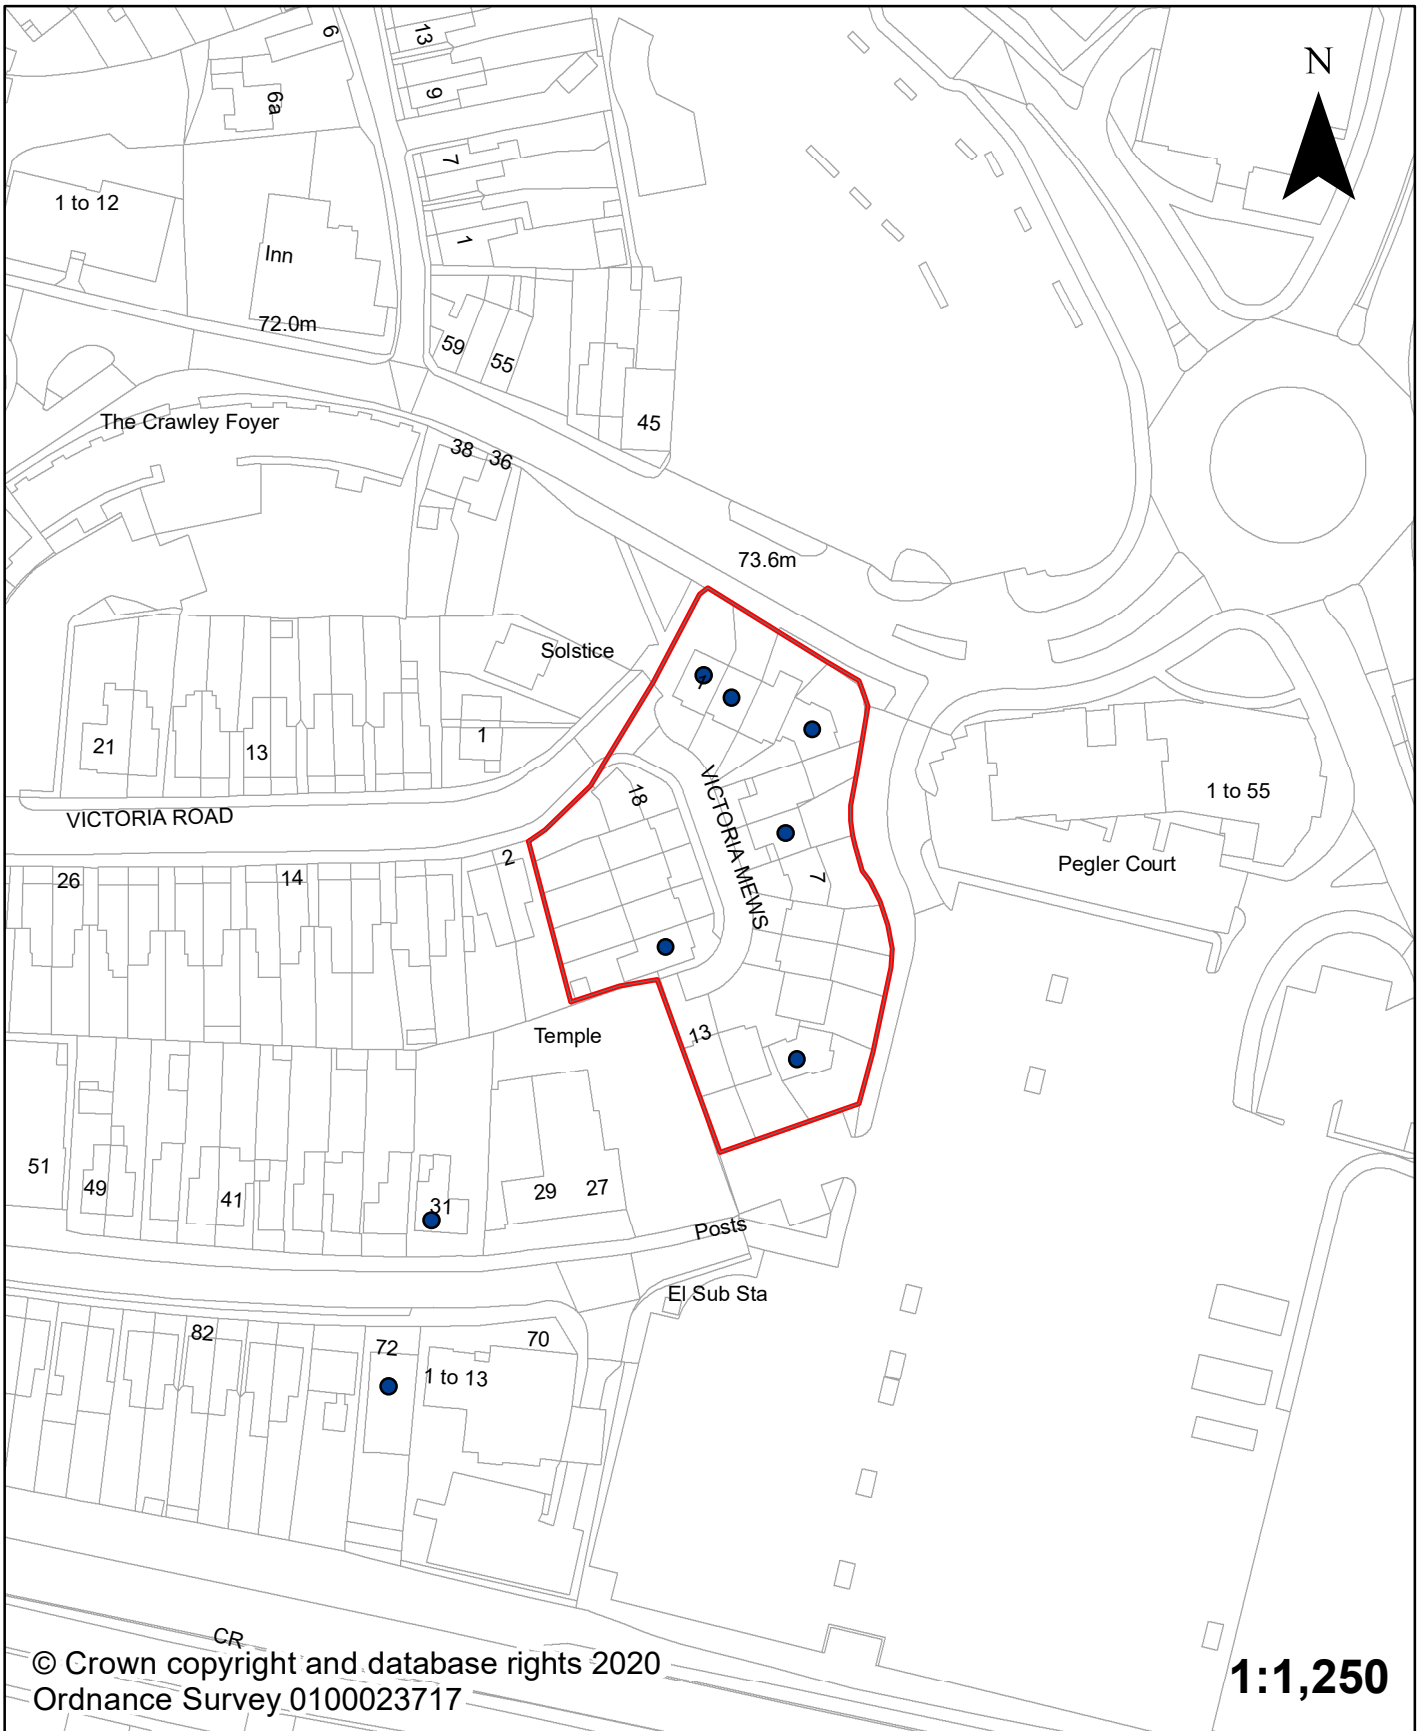 6
13
N
6a
9
7
1 to 12
1
Inn
72.0m
59
55
The Crawley Foyer
45
38
36
73.6m
Solstice
1
1
21
13
18
1 to 55
VICTORIA ROAD
VICTORIA MEWS
2
Pegler Court
26
14
7
Temple
13
51
49
41
31
29
27
Posts
El Sub Sta
82
72
70
1 to 13
CR
© Crown copyright and database rights 2020
Ordnance Survey 0100023717
1:1,250